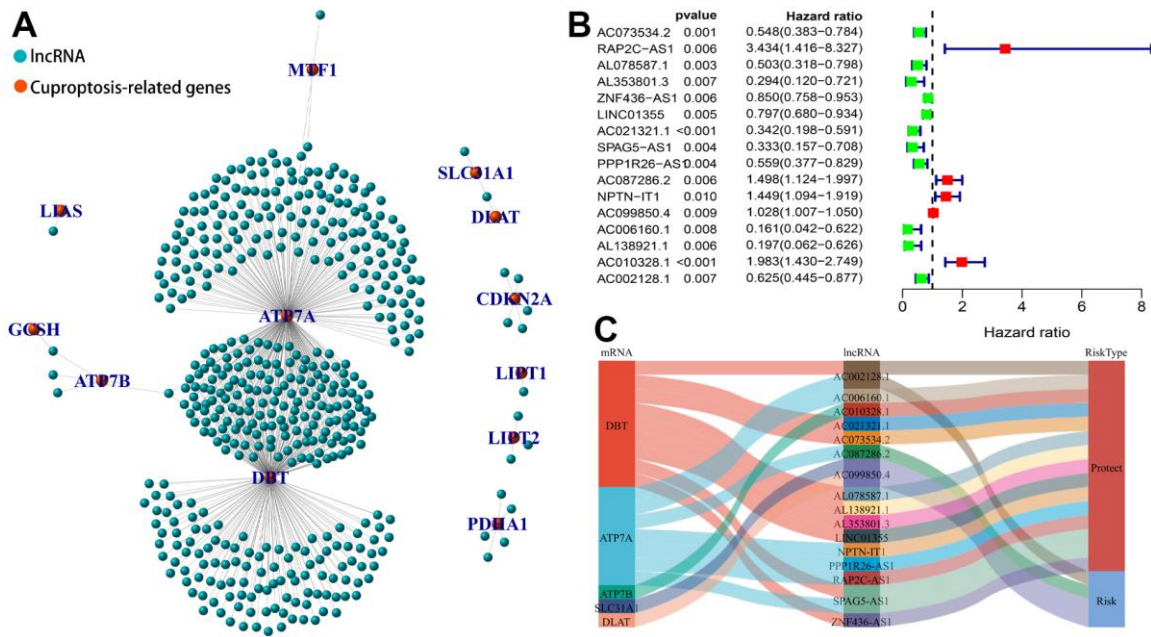 A
lncRNA
Cuproptosis-related genes
MTF1
SLC31A1
DLAT
LIAS
CDKN2A
ATP7A
GCSH
ATP7B
LIPT1
LIPT2
DBT
PDHA1
B
pvalue Hazard ratio
AC073534.2 0.001 0.548(0.383−0.784)
RAP2C−AS1 0.006 3.434(1.416−8.327)
AL078587.1 0.003 0.503(0.318−0.798)
AL353801.3 0.007 0.294(0.120−0.721)
ZNF436−AS1 0.006 0.850(0.758−0.953)
LINC01355 0.005 0.797(0.680−0.934)
AC021321.1 <0.001 0.342(0.198−0.591)
SPAG5−AS1 0.004 0.333(0.157−0.708)
PPP1R26−AS1 0.004 0.559(0.377−0.829)
AC087286.2 0.006 1.498(1.124−1.997)
NPTN−IT1 0.010 1.449(1.094−1.919)
AC099850.4 0.009 1.028(1.007−1.050)
AC006160.1 0.008 0.161(0.042−0.622)
AL138921.1 0.006 0.197(0.062−0.626)
AC010328.1 <0.001 1.983(1.430−2.749)
AC002128.1 0.007 0.625(0.445−0.877)
0 2 4 6 8
Hazard ratio
C
mRNA lncRNA RiskType
DBT
ATP7A
ATP7B
SLC31A1
DLAT
AC002128.1
AC006160.1
AC010328.1
AC021321.1
AC073534.2
AC087286.2
AC099850.4
AL078587.1
AL138921.1
AL353801.3
LINC01355
NPTN-IT1
PPP1R26-AS1
RAP2C-AS1
SPAG5-AS1
ZNF436-AS1
Protect
Risk